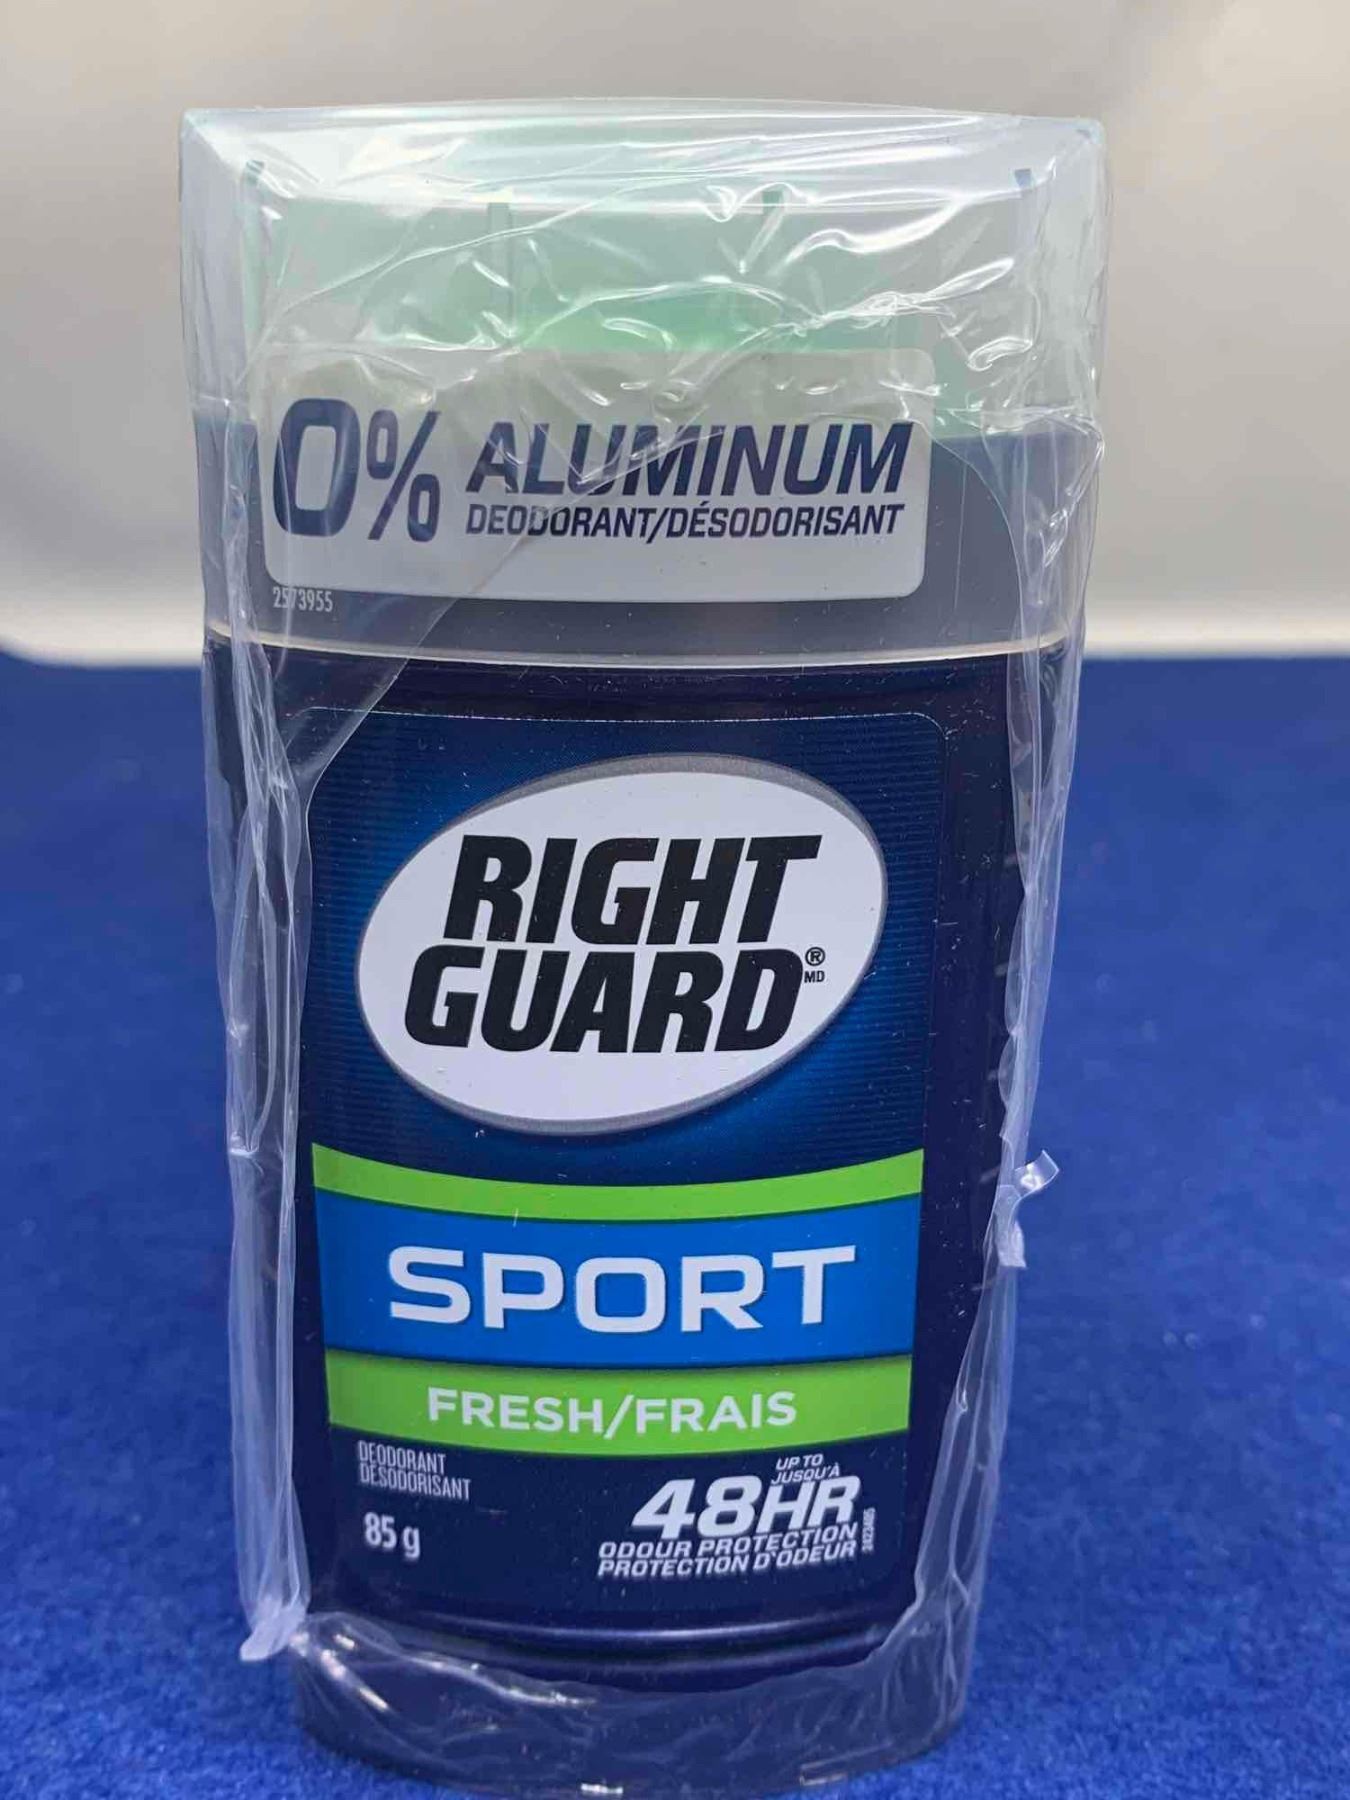 0% ALUMINUM
DEODORANT/DÉSODORISANT
2573955
RIGHT
GUARD®
MD
SPORT
FRESH/FRAIS
DEODORANT
DÉSODORISANT
85 g
UP TO
JUSQU'À
48HR
ODOUR PROTECTION
PROTECTION D'ODEUR